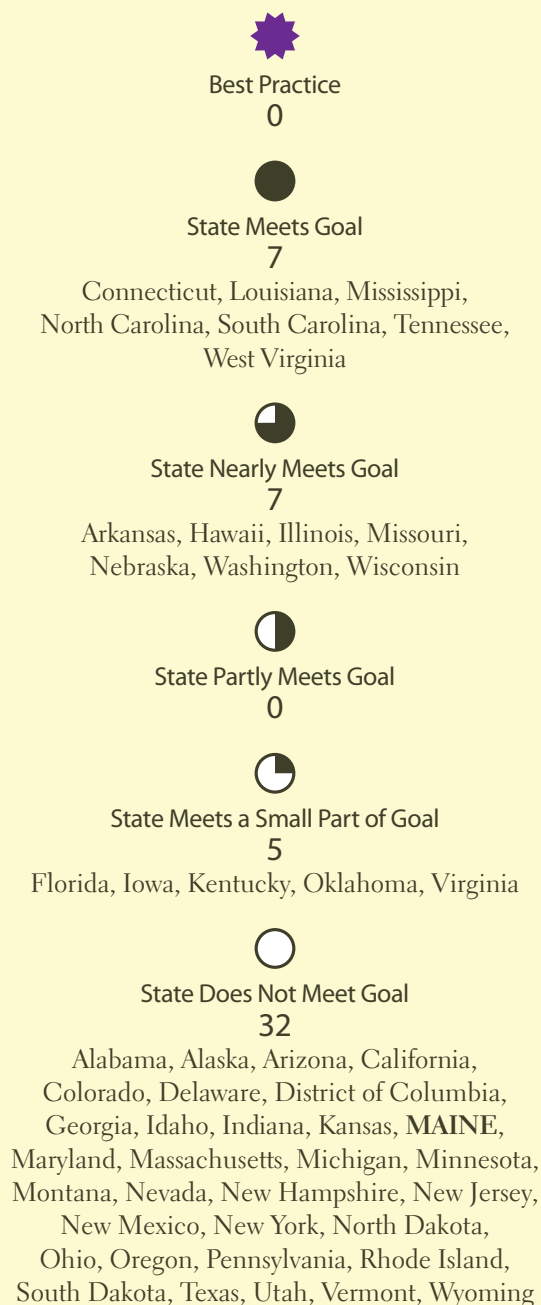 Best Practice
0
State Meets Goal
7
Connecticut, Louisiana, Mississippi,
North Carolina, South Carolina, Tennessee,
West Virginia
State Nearly Meets Goal
7
Arkansas, Hawaii, Illinois, Missouri,
Nebraska, Washington, Wisconsin
State Partly Meets Goal
0
State Meets a Small Part of Goal
5
Florida, Iowa, Kentucky, Oklahoma, Virginia
State Does Not Meet Goal
32
Alabama, Alaska, Arizona, California,
Colorado, Delaware, District of Columbia,
Georgia, Idaho, Indiana, Kansas, MAINE,
Maryland, Massachusetts, Michigan, Minnesota,
Montana, Nevada, New Hampshire, New Jersey,
New Mexico, New York, North Dakota,
Ohio, Oregon, Pennsylvania, Rhode Island,
South Dakota, Texas, Utah, Vermont, Wyoming